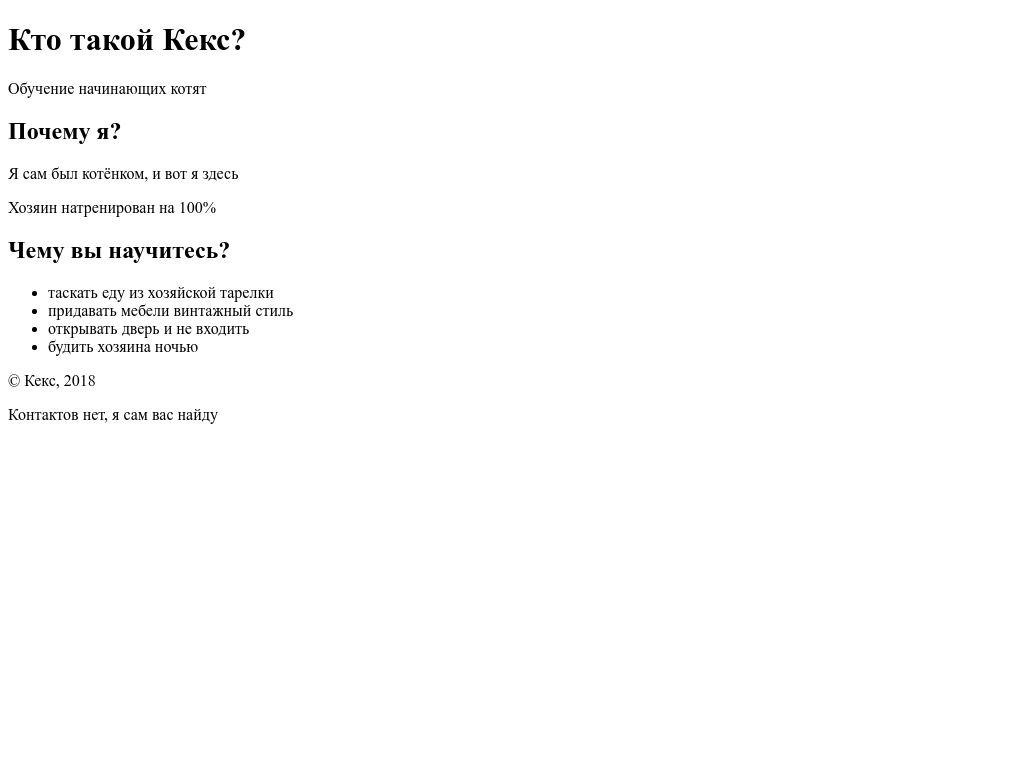 Кто такой Кекс?
Обучение начинающих котят
Почему я?
Я сам был котёнком, и вот я здесь
Хозяин натренирован на 100%
Чему вы научитесь?
• таскать еду из хозяйской тарелки
• придавать мебели винтажный стиль
• открывать дверь и не входить
• будить хозяина ночью
© Кекс, 2018
Контактов нет, я сам вас найду